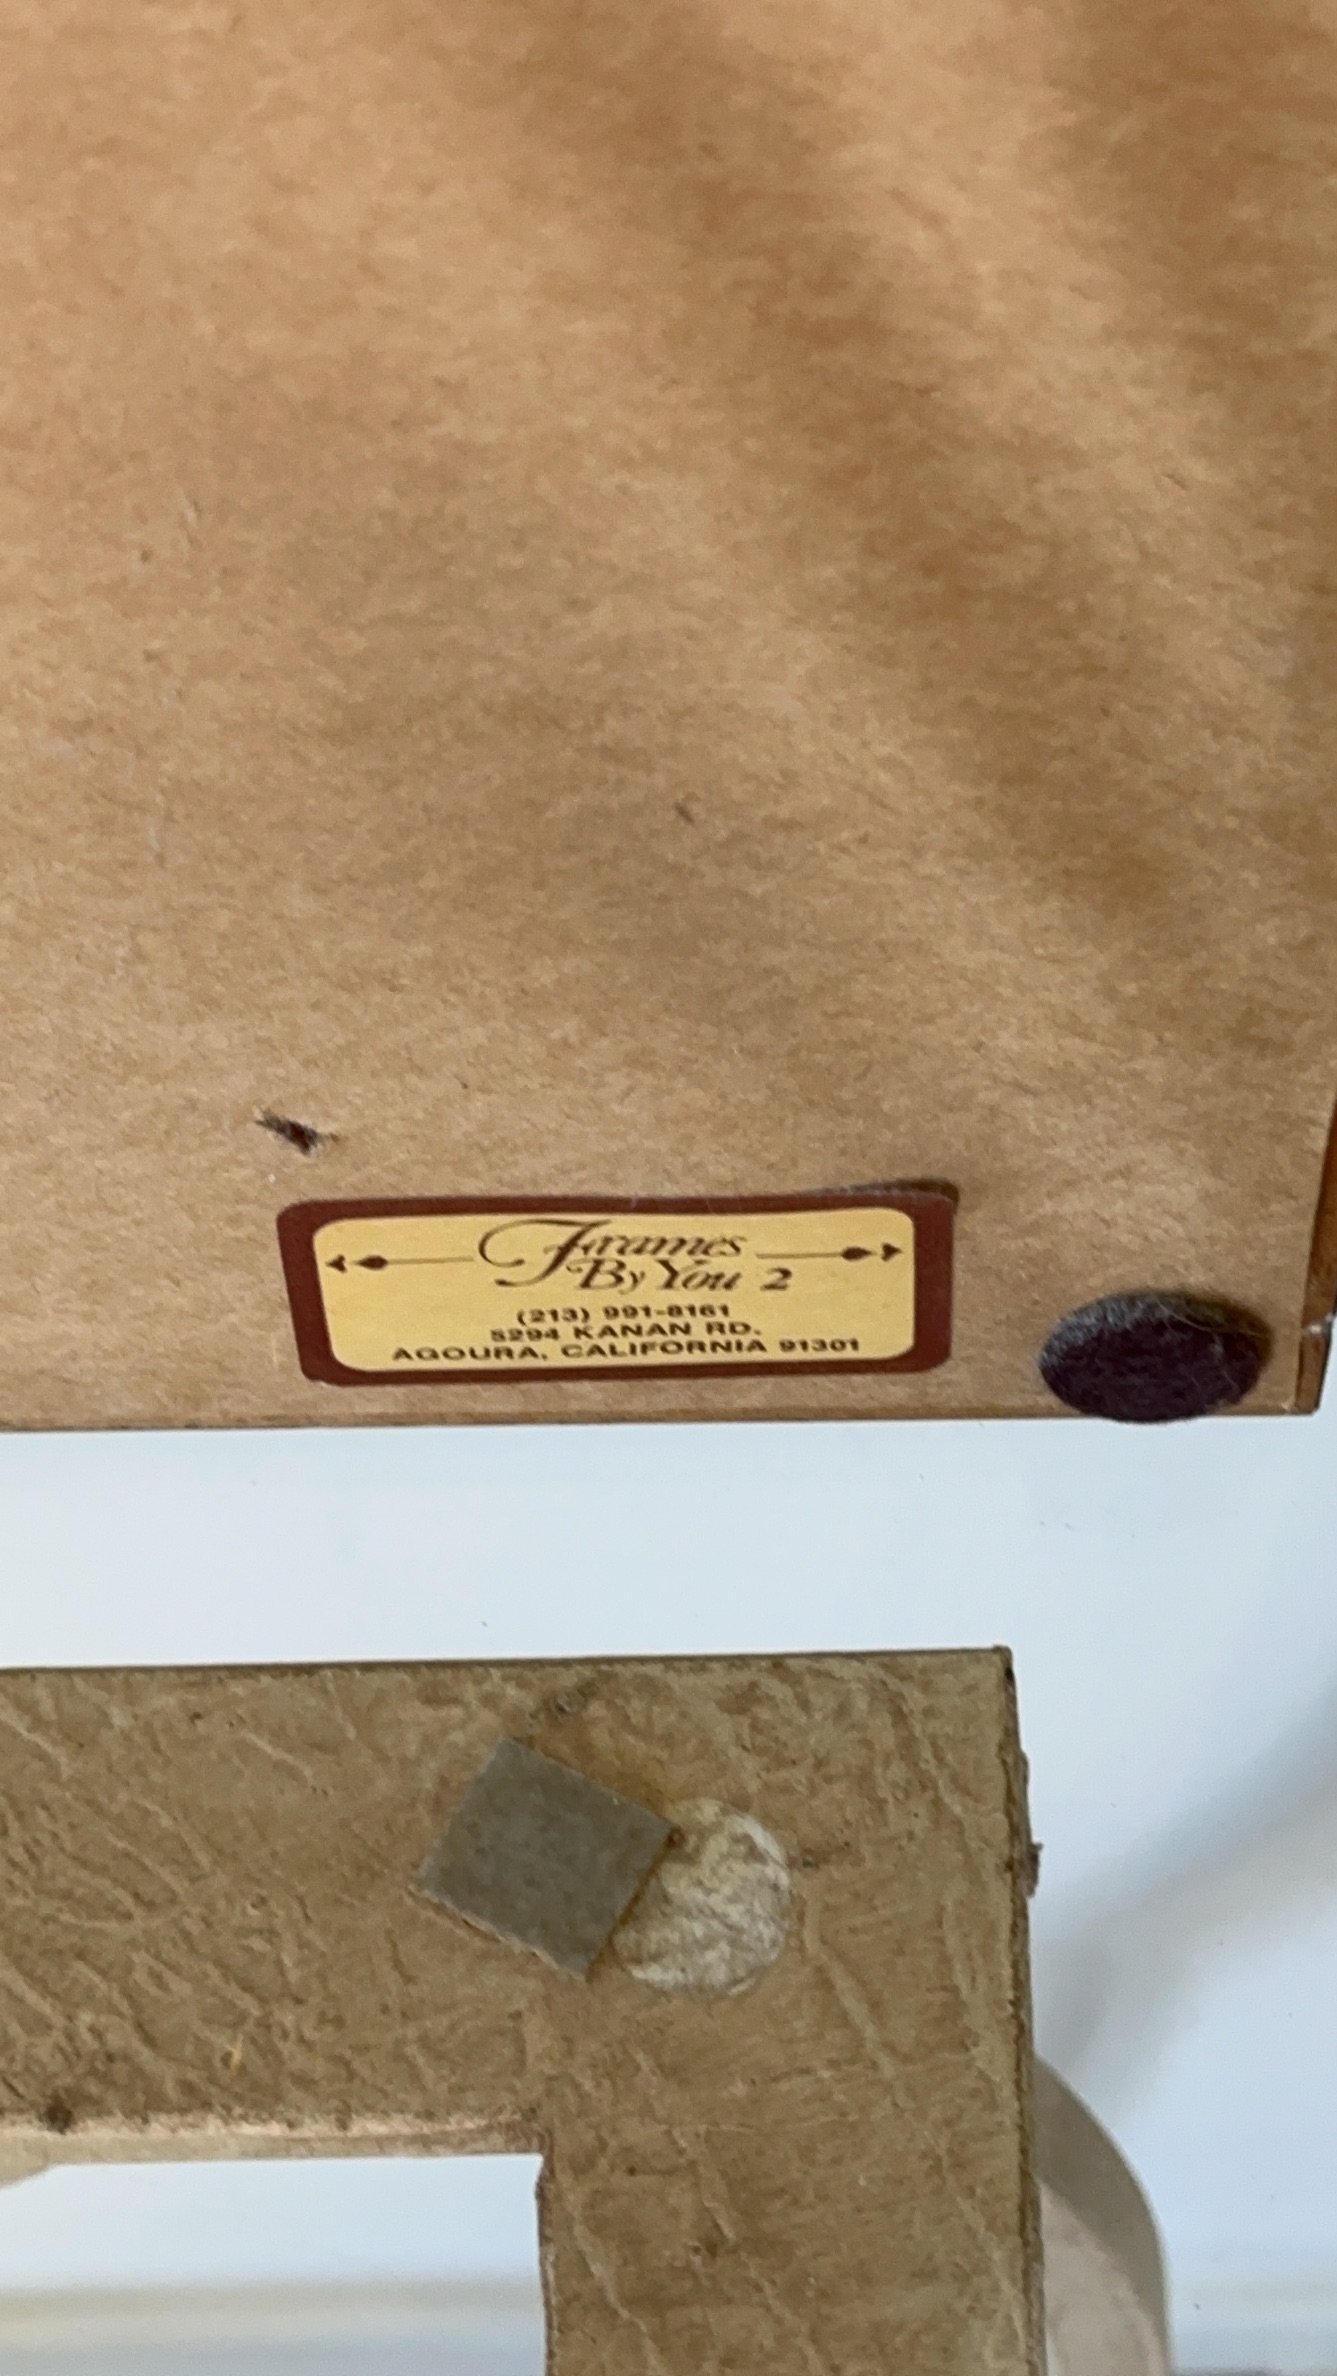 Frames
By You 2
(213) 991-8161
5294 KANAN RD.
AGOURA, CALIFORNIA 91301